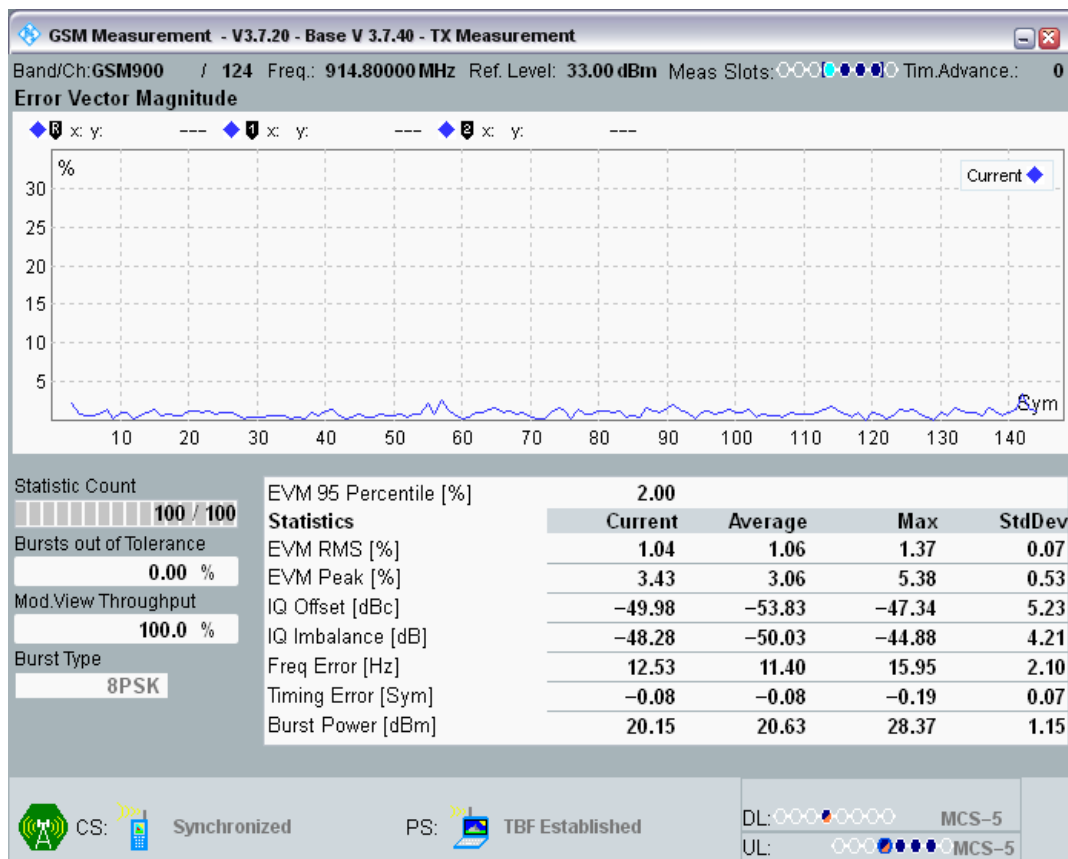 GSM Measurement - V3.7.20 - Base V 3.7.40 - TX Measurement
Band/Ch:GSM900 / 124 Freq.: 914.80000 MHz Ref. Level: 33.00 dBm Meas Slots: Tim.Advance.: 0
Error Vector Magnitude
R x: y: --- 1 x: y: --- 2 x: y: ---
%
Current
30
25
20
15
10
5
Sym
10 20 30 40 50 60 70 80 90 100 110 120 130 140
Statistic Count
100 / 100
Bursts out of Tolerance
0.00 %
Mod.View Throughput
100.0 %
Burst Type
8PSK
EVM 95 Percentile [%] 2.00
Statistics Current Average Max StdDev
EVM RMS [%] 1.04 1.06 1.37 0.07
EVM Peak [%] 3.43 3.06 5.38 0.53
IQ Offset [dBc] −49.98 −53.83 −47.34 5.23
IQ Imbalance [dB] −48.28 −50.03 −44.88 4.21
Freq Error [Hz] 12.53 11.40 15.95 2.10
Timing Error [Sym] −0.08 −0.08 −0.19 0.07
Burst Power [dBm] 20.15 20.63 28.37 1.15
CS: Synchronized PS: TBF Established
DL: MCS−5
UL: MCS−5